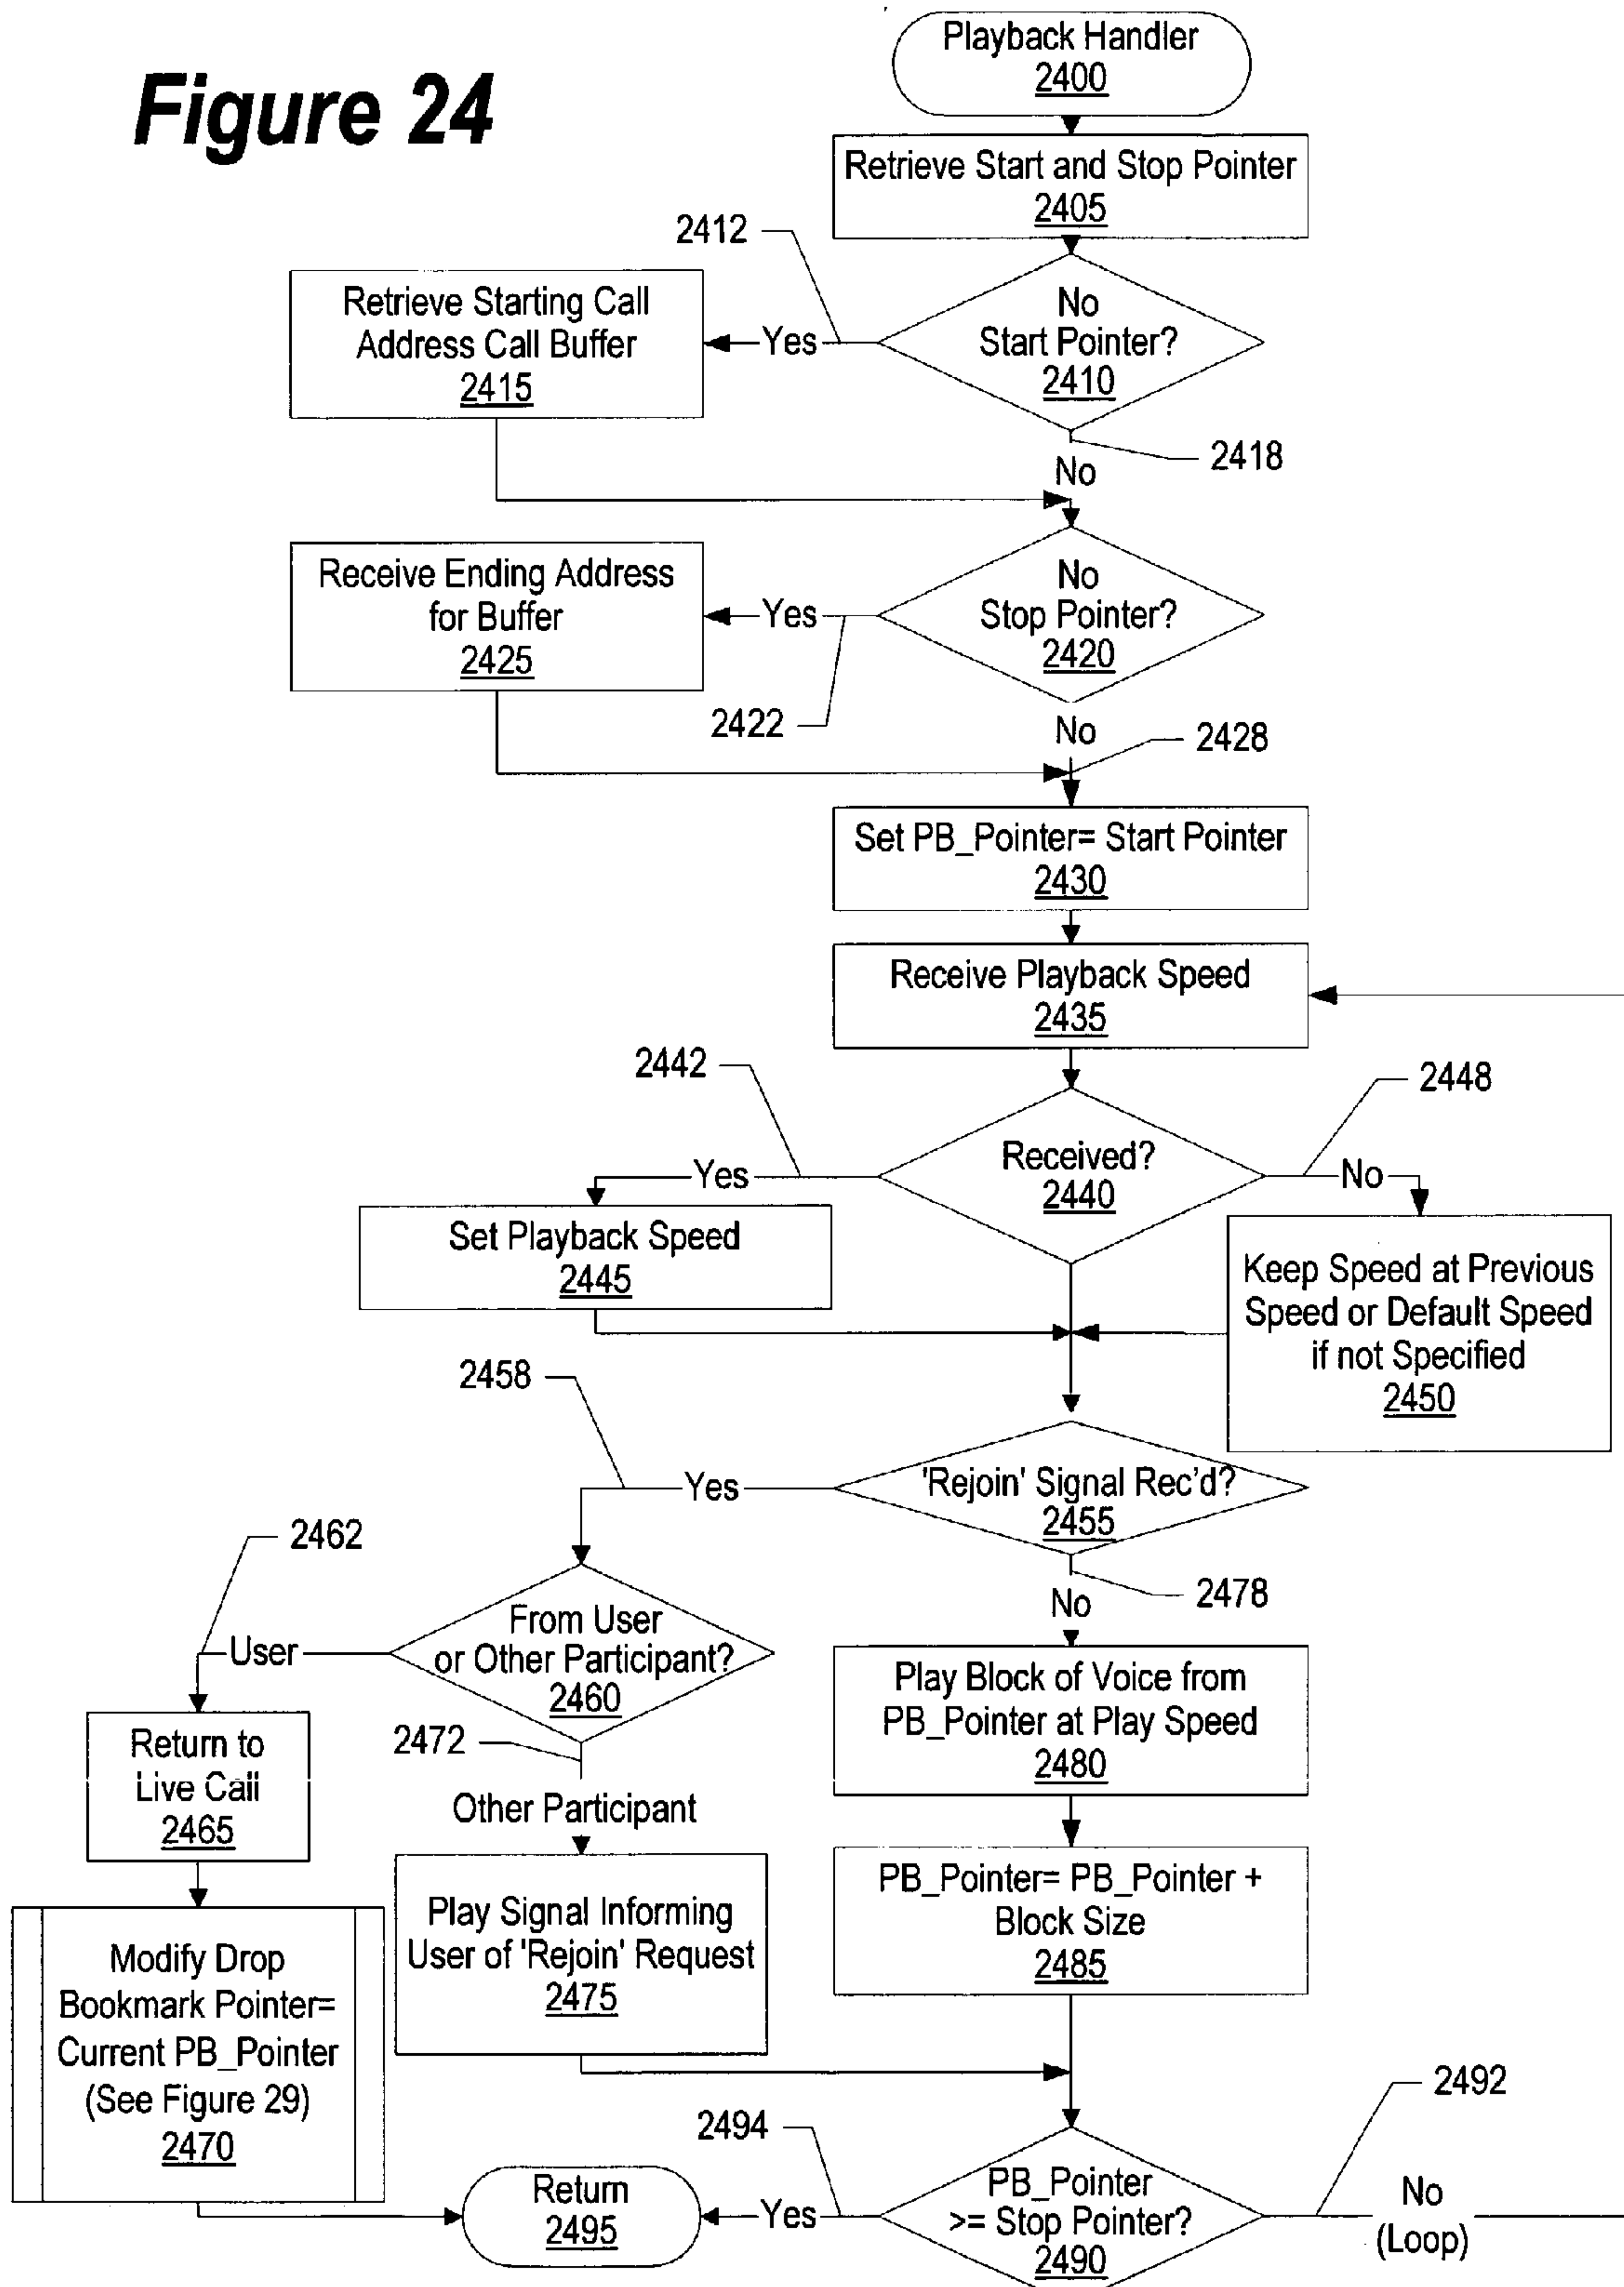 Figure 24
Playback Handler
2400
Retrieve Start and Stop Pointer
2405
2412
Retrieve Starting Call
Address Call Buffer
2415
Yes
No
Start Pointer?
2410
2418
No
Receive Ending Address
for Buffer
2425
Yes
No
Stop Pointer?
2420
2422
No
2428
Set PB_Pointer= Start Pointer
2430
Receive Playback Speed
2435
2442
2448
Yes
Received?
2440
No
Set Playback Speed
2445
Keep Speed at Previous
Speed or Default Speed
if not Specified
2450
2458
Yes
'Rejoin' Signal Rec'd?
2455
2462
2478
No
User
From User
or Other Participant?
2460
2472
Return to
Live Call
2465
Other Participant
Play Block of Voice from
PB_Pointer at Play Speed
2480
Play Signal Informing
User of 'Rejoin' Request
2475
PB_Pointer= PB_Pointer +
Block Size
2485
Modify Drop
Bookmark Pointer=
Current PB_Pointer
(See Figure 29)
2470
2494
2492
Return
2495
Yes
PB_Pointer
>= Stop Pointer?
2490
No
(Loop)